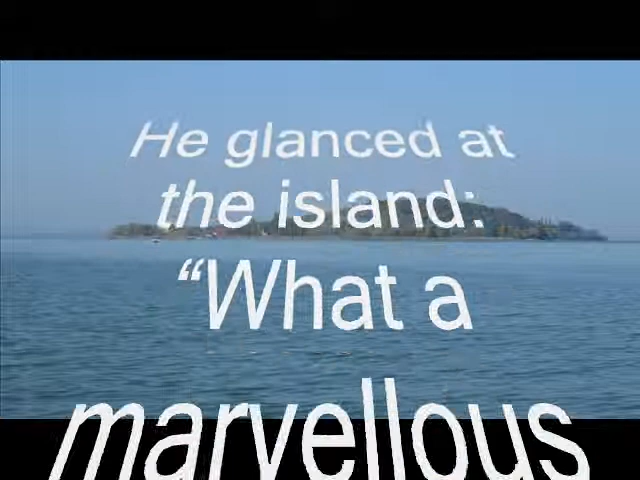 He glanced at
the island:
“What a
marvellous